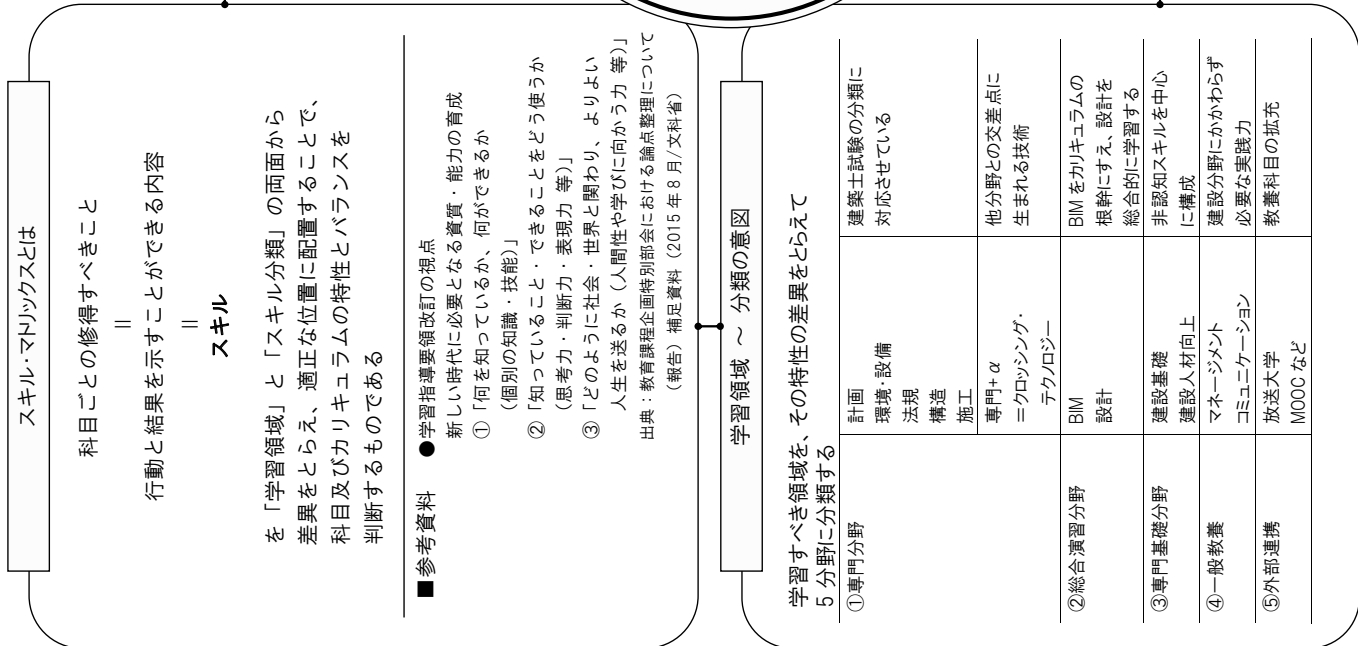 スキル・マトリックスとは
科目ごとの修得すべきこと
＝
行動と結果を示すことができる内容
＝
スキル
を「学習領域」と「スキル分類」の両面から
差異をとらえ、適正な位置に配置することで、
科目及びカリキュラムの特性とバランスを
判断するものである
■参考資料 ●学習指導要領改訂の視点
新しい時代に必要となる資質・能力の育成
①「何を知っているか、何ができるか
（個別の知識・技能）」
②「知っていること・できることをどう使うか
（思考力・判断力・表現力 等）」
③「どのように社会・世界と関わり、よりよい
人生を送るか（人間性や学びに向かう力 等）」
出典：教育課程企画特別部会における論点整理について
（報告）補足資料（2015年8月/文科省）
学習領域 ～ 分類の意図
学習すべき領域を、その特性の差異をとらえて
5分野に分類する
①専門分野 計画 建築士試験の分類に
環境・設備 対応させている
法規
構造
施工
専門+α 他分野との交差点に
＝クロッシング・ 生まれる技術
テクノロジー
②総合演習分野 BIM BIMをカリキュラムの
設計 根幹にすえ、設計を
総合的に学習する
③専門基礎分野 建設基礎 非認知スキルを中心
建設人材向上 に構成
④一般教養 マネージメント 建設分野にかかわらず
コミュニケーション 必要な実践力
⑤外部連携 放送大学 教養科目の拡充
MOOCなど